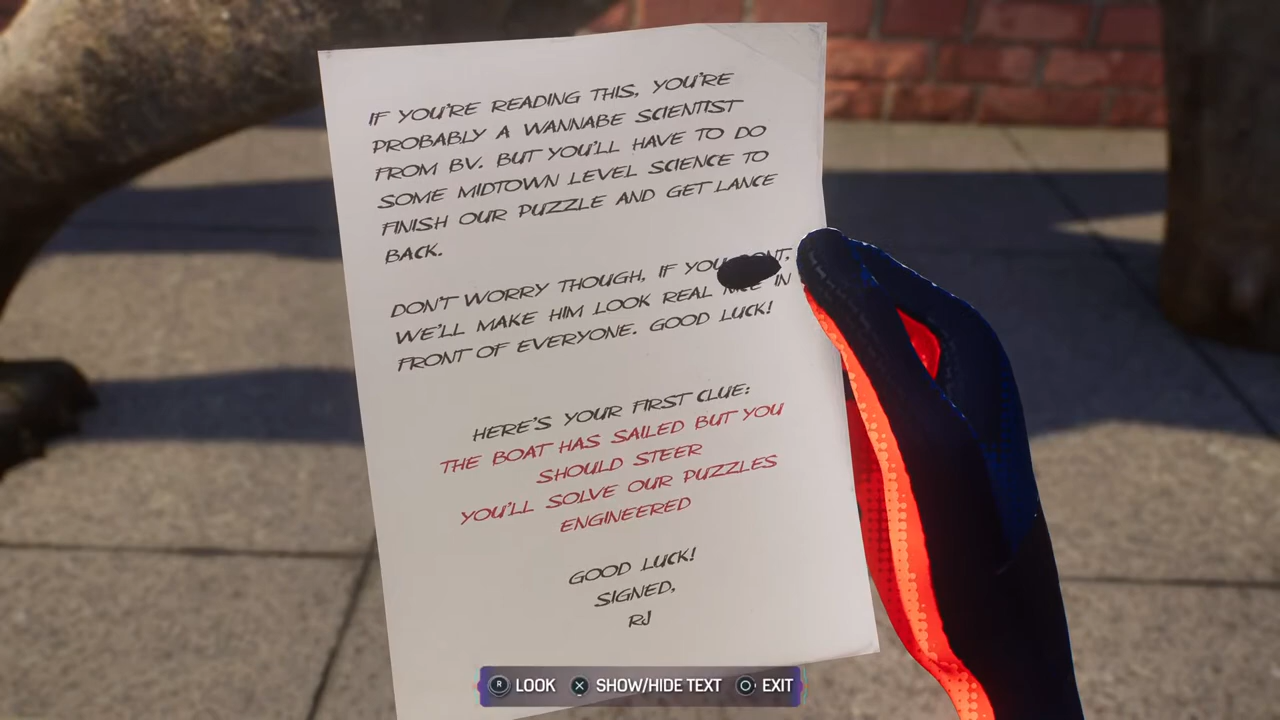 IF YOU'RE READING THIS, YOU'RE
PROBABLY A WANNABE SCIENTIST
FROM BV. BUT YOU'LL HAVE TO DO
SOME MIDTOWN LEVEL SCIENCE TO
FINISH OUR PUZZLE AND GET LANCE
BACK.
DON'T WORRY THOUGH, IF YOU
WE'LL MAKE HIM LOOK REAL IN
FRONT OF EVERYONE. GOOD LUCK!
HERE'S YOUR FIRST CLUE:
THE BOAT HAS SAILED BUT YOU
SHOULD STEER
YOU'LL SOLVE OUR PUZZLES
ENGINEERED
GOOD LUCK!
SIGNED,
RJ
R LOOK SHOW/HIDE TEXT EXIT